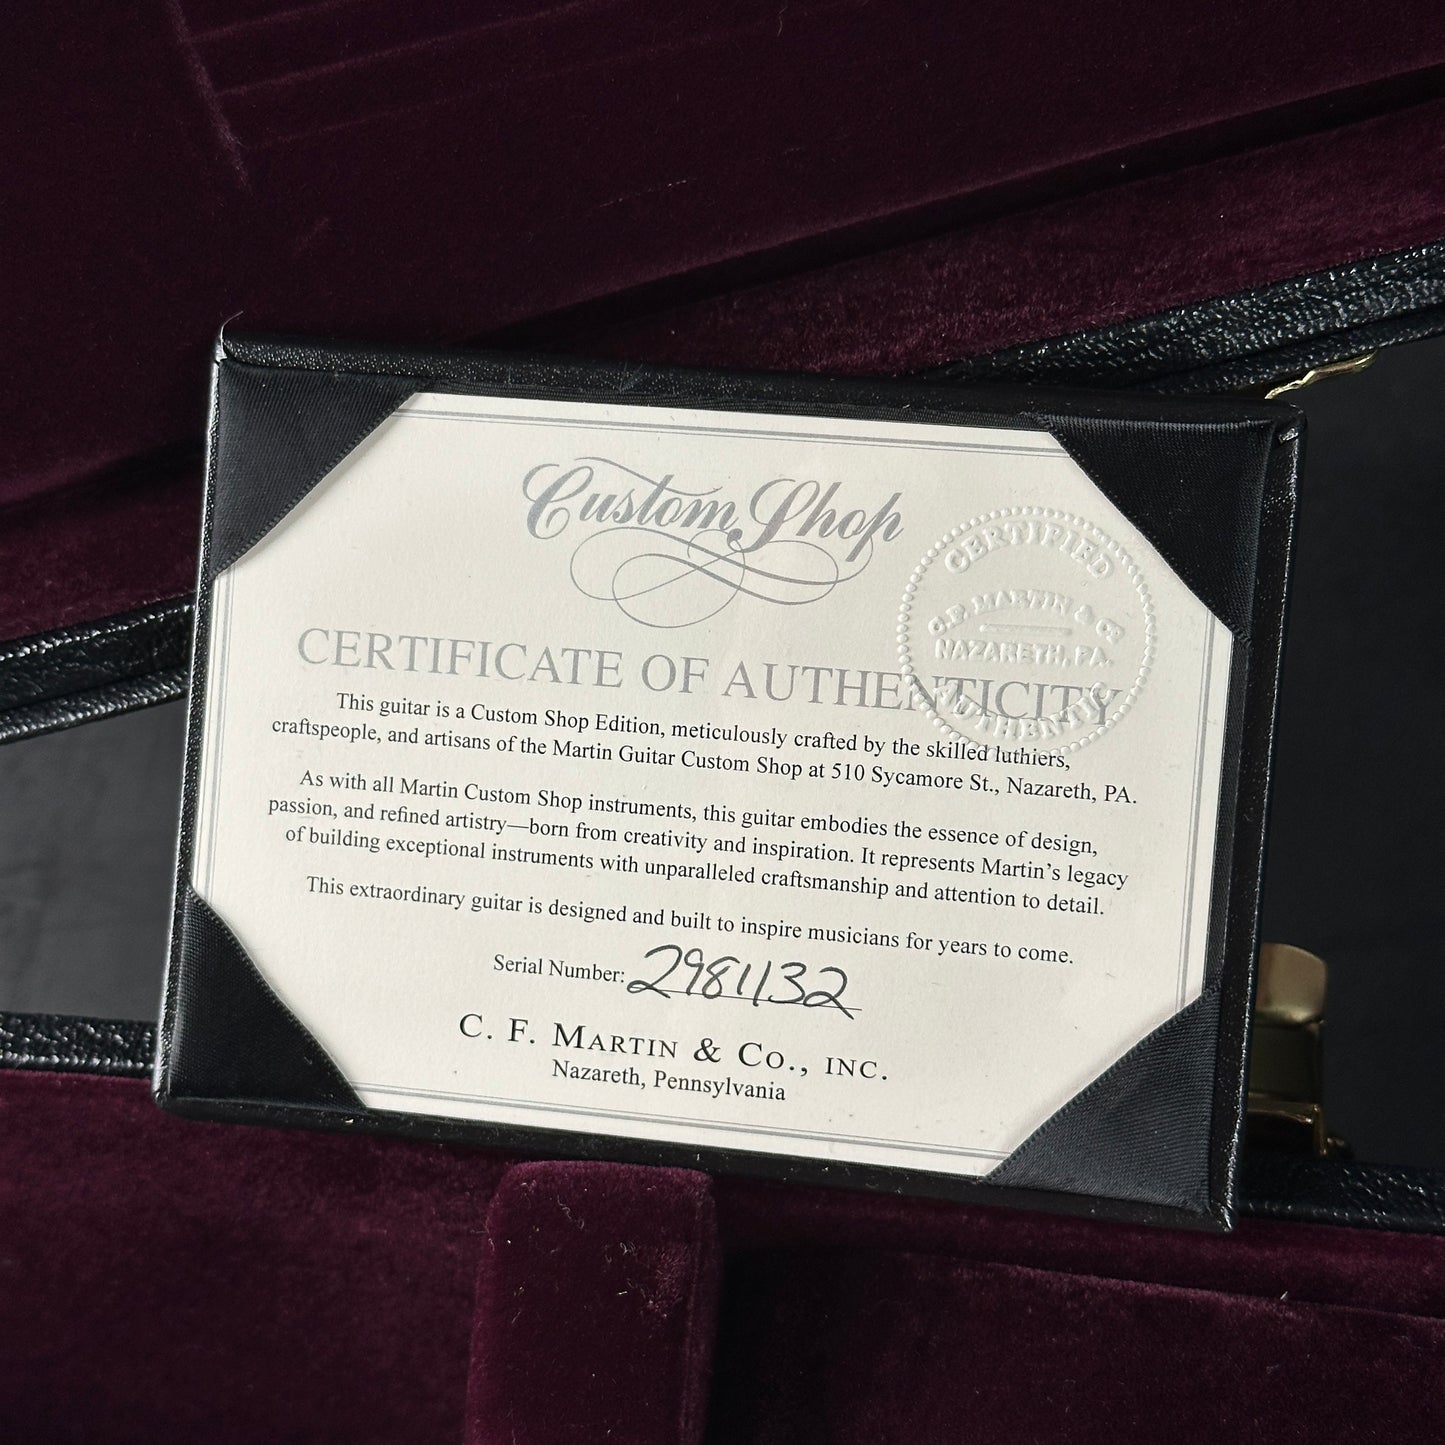 Custom Shop
CERTIFIED
C.F. MARTIN & CO
NAZARETH, PA.
AUTHENTIC
CERTIFICATE OF AUTHENTICITY
This guitar is a Custom Shop Edition, meticulously crafted by the skilled luthiers,
craftspeople, and artisans of the Martin Guitar Custom Shop at 510 Sycamore St., Nazareth, PA.
As with all Martin Custom Shop instruments, this guitar embodies the essence of design,
passion, and refined artistry—born from creativity and inspiration. It represents Martin's legacy
of building exceptional instruments with unparalleled craftsmanship and attention to detail.
This extraordinary guitar is designed and built to inspire musicians for years to come.
Serial Number: 2981132
C. F. MARTIN & CO., INC.
Nazareth, Pennsylvania